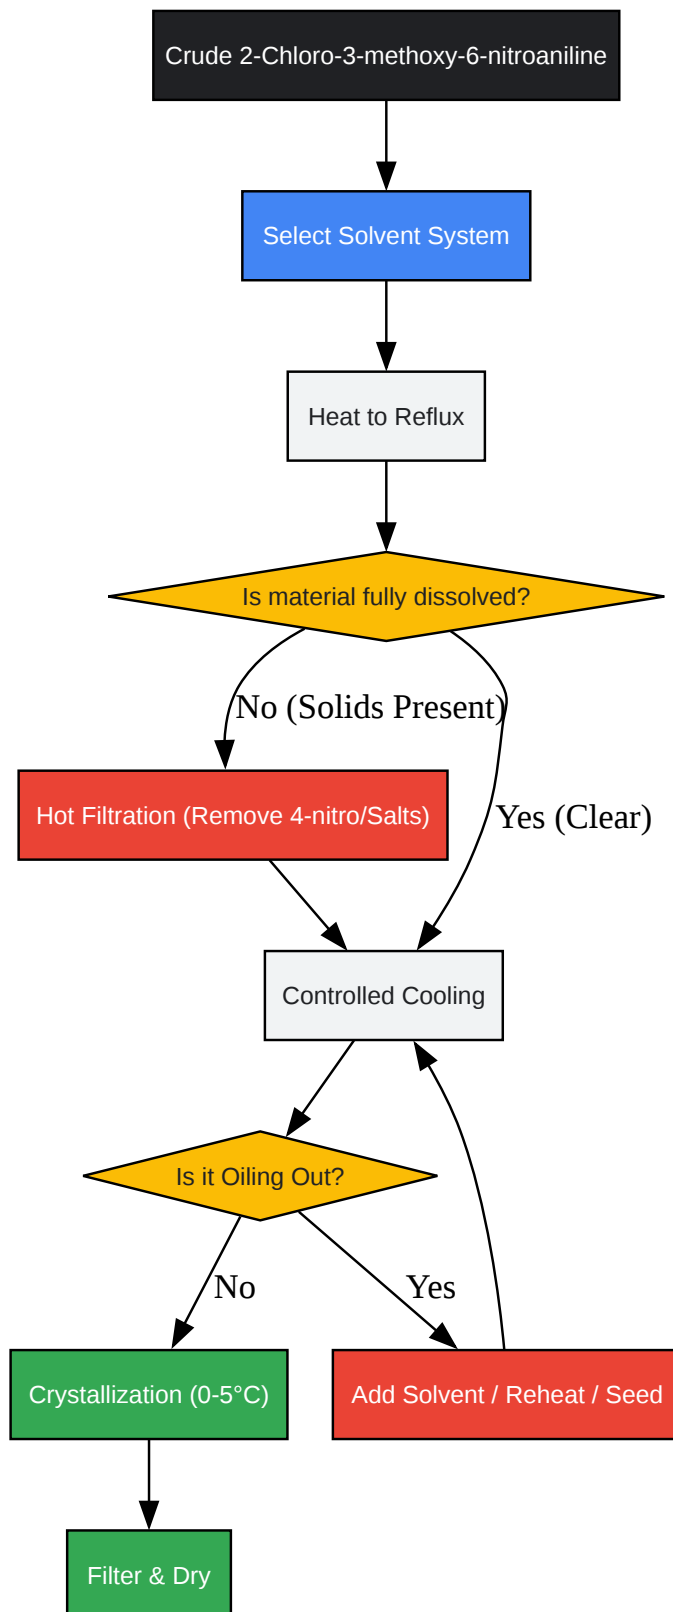 Crude 2-Chloro-3-methoxy-6-nitroaniline
Select Solvent System
Heat to Reflux
Is material fully dissolved?
No (Solids Present)
Hot Filtration (Remove 4-nitro/Salts)
Yes (Clear)
Controlled Cooling
Is it Oiling Out?
No
Yes
Crystallization (0-5°C)
Add Solvent / Reheat / Seed
Filter & Dry